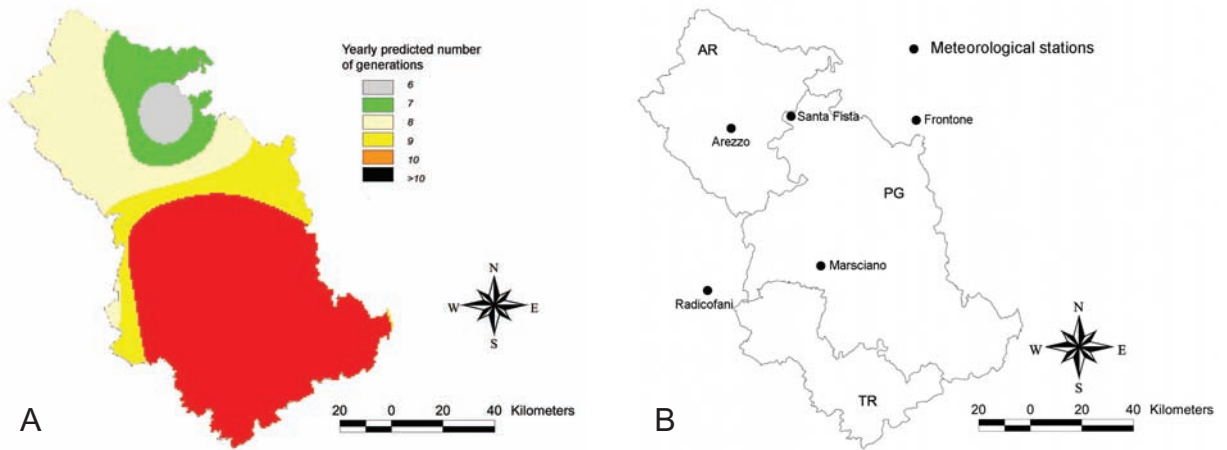 Yearly predicted number
of generations
6
7
8
9
10
>10
N
W E
S
20 0 20 40 Kilometers
A
Meteorological stations
AR
Santa Fista
Frontone
Arezzo
PG
Marsciano
Radicofani
N
W E
S
TR
20 0 20 40 Kilometers
B